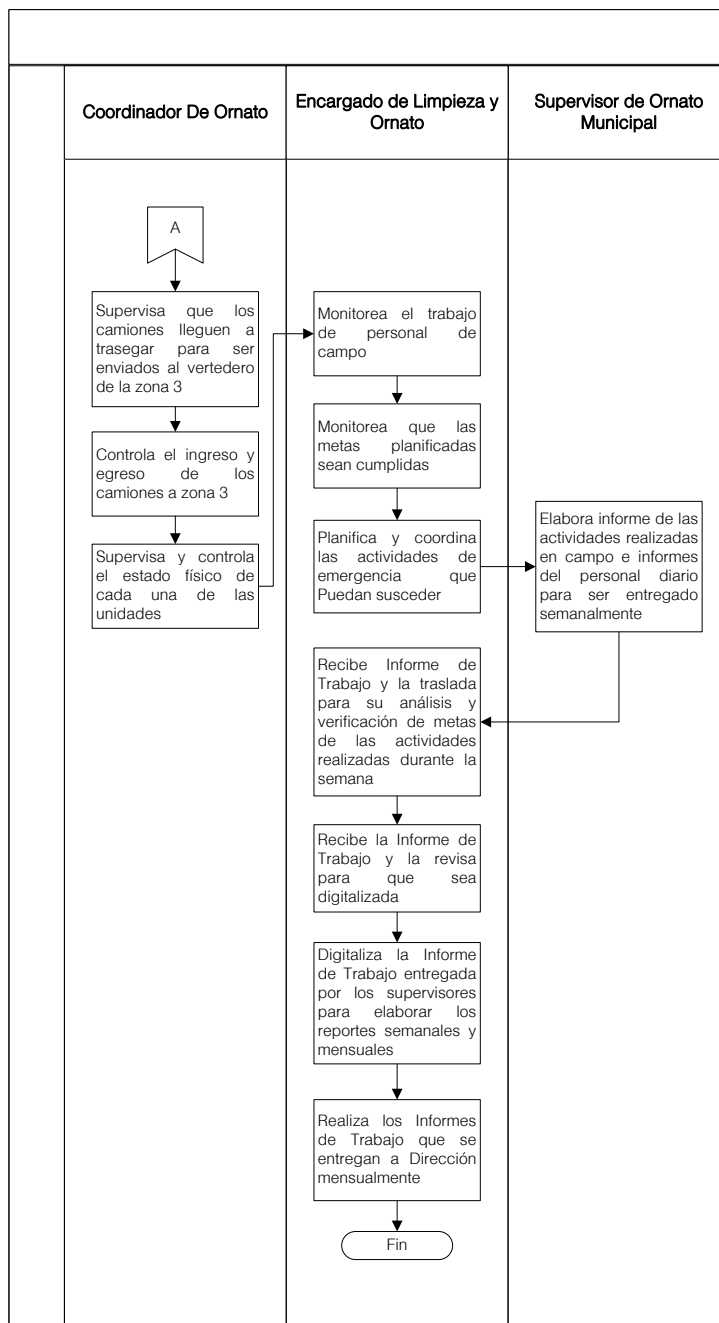 Coordinador De Ornato
Encargado de Limpieza y
Ornato
Supervisor de Ornato
Municipal
A
Supervisa que los
camiones lleguen a
trasegar para ser
enviados al vertedero
de la zona 3
Controla el ingreso y
egreso de los
camiones a zona 3
Supervisa y controla
el estado físico de
cada una de las
unidades
Monitorea el trabajo
de personal de
campo
Monitorea que las
metas planificadas
sean cumplidas
Planifica y coordina
las actividades de
emergencia que
Puedan susceder
Elabora informe de las
actividades realizadas
en campo e informes
del personal diario
para ser entregado
semanalmente
Recibe Informe de
Trabajo y la traslada
para su análisis y
verificación de metas
de las actividades
realizadas durante la
semana
Recibe la Informe de
Trabajo y la revisa
para que sea
digitalizada
Digitaliza la Informe
de Trabajo entregada
por los supervisores
para elaborar los
reportes semanales y
mensuales
Realiza los Informes
de Trabajo que se
entregan a Dirección
mensualmente
Fin